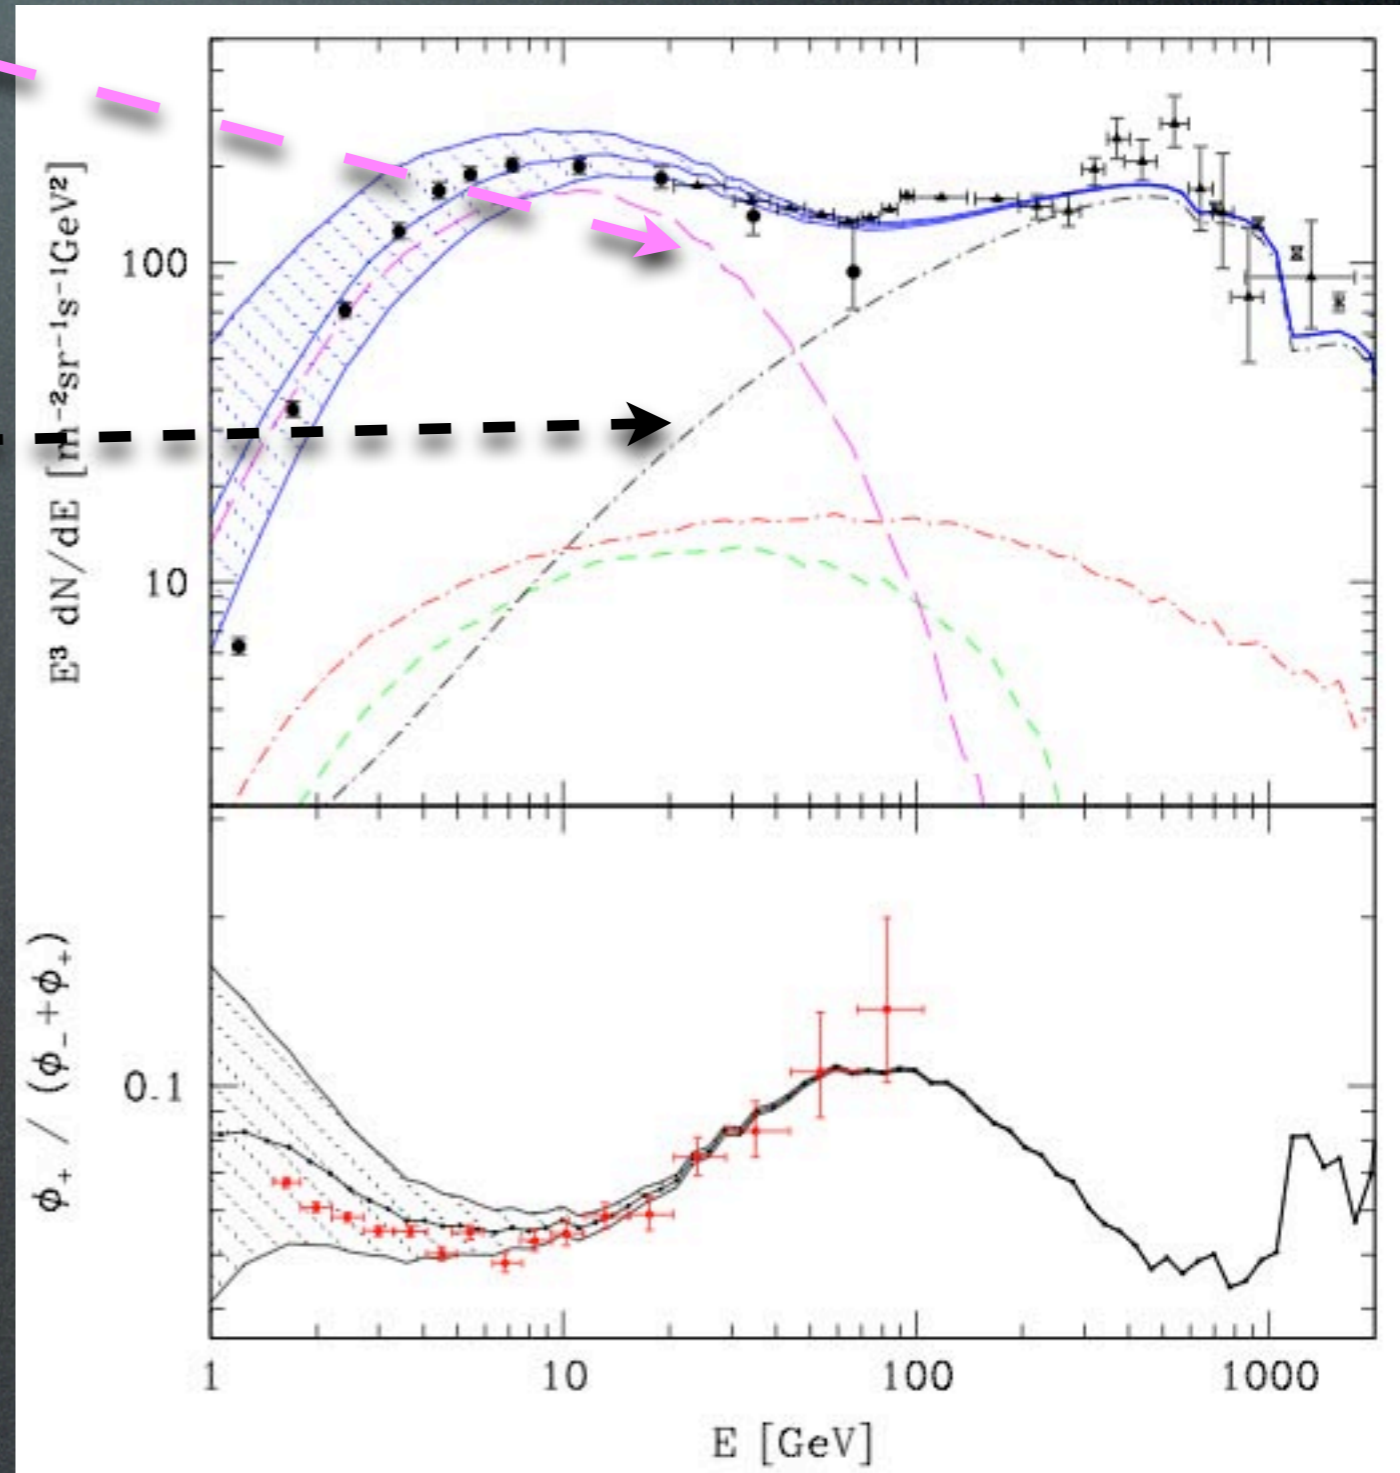 E³ dN/dE [m⁻²sr⁻¹s⁻¹GeV²]
100
10
ϕ₊ / (ϕ₋+ϕ₊)
0.1
1 10 100 1000
E [GeV]